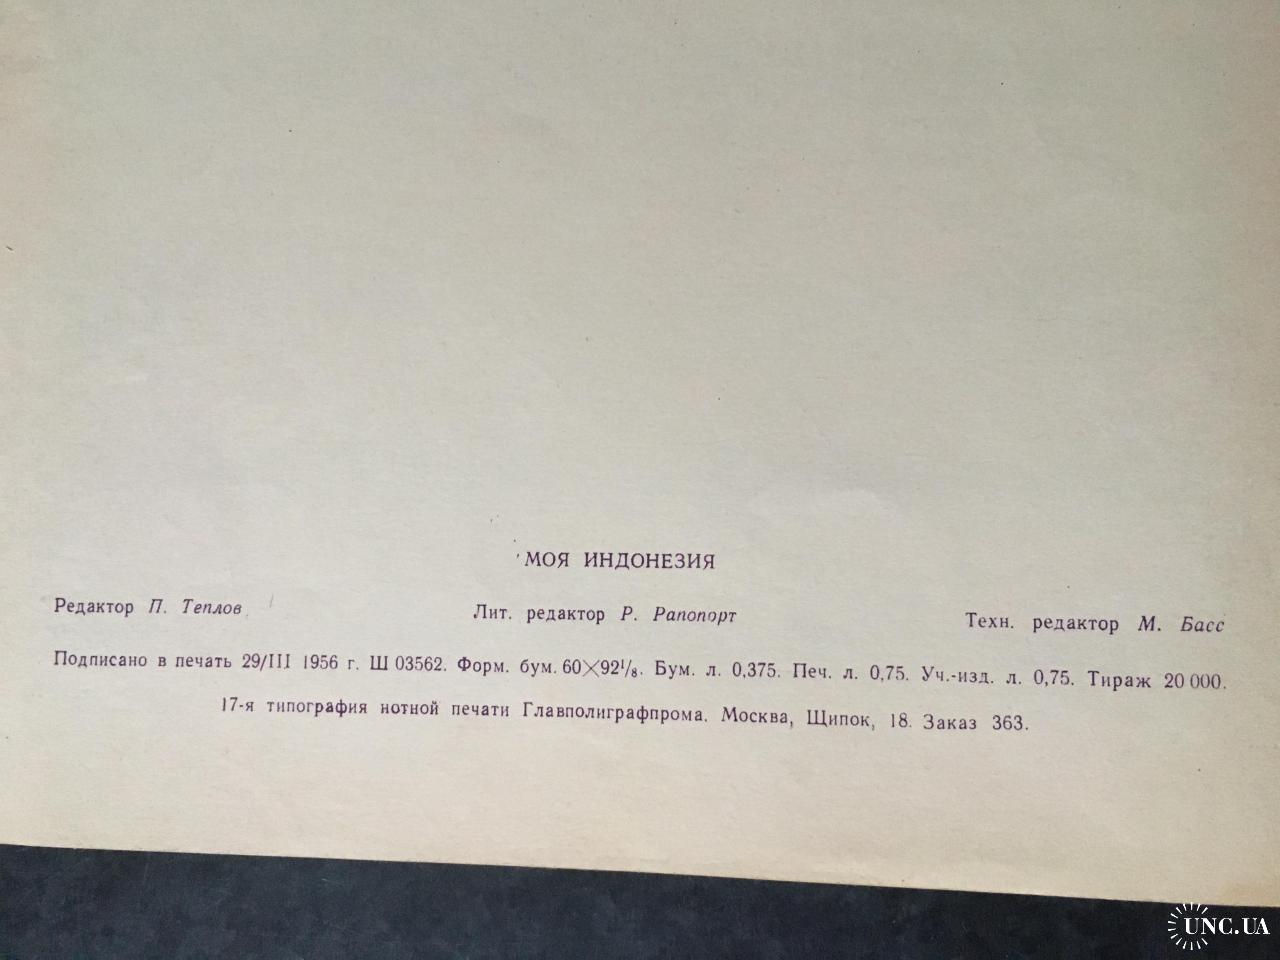 МОЯ ИНДОНЕЗИЯ
Редактор П. Теплов Лит. редактор Р. Рапопорт Техн. редактор М. Басс
Подписано в печать 29/III 1956 г. Ш 03562. Форм. бум. 60×92⅛. Бум. л. 0,375. Печ. л. 0,75. Уч.-изд. л. 0,75. Тираж 20 000.
17-я типография нотной печати Главполиграфпрома. Москва, Щипок, 18. Заказ 363.
UNC.UA